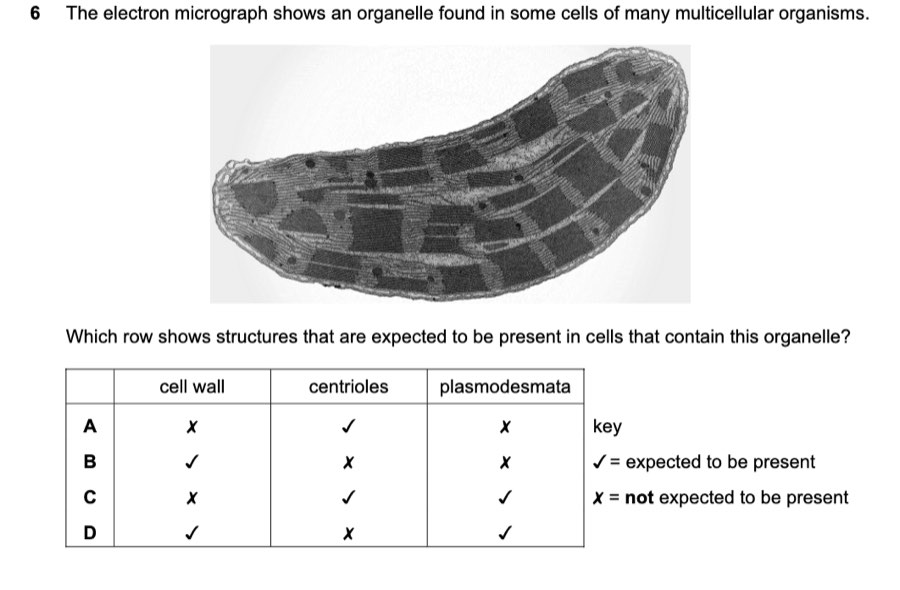 6 The electron micrograph shows an organelle found in some cells of many multicellular organisms.
Which row shows structures that are expected to be present in cells that contain this organelle?
cell wall centrioles plasmodesmata
A ✗ ✓ ✗
B ✓ ✗ ✗
C ✗ ✓ ✓
D ✓ ✗ ✓
key
✓ = expected to be present
✗ = not expected to be present